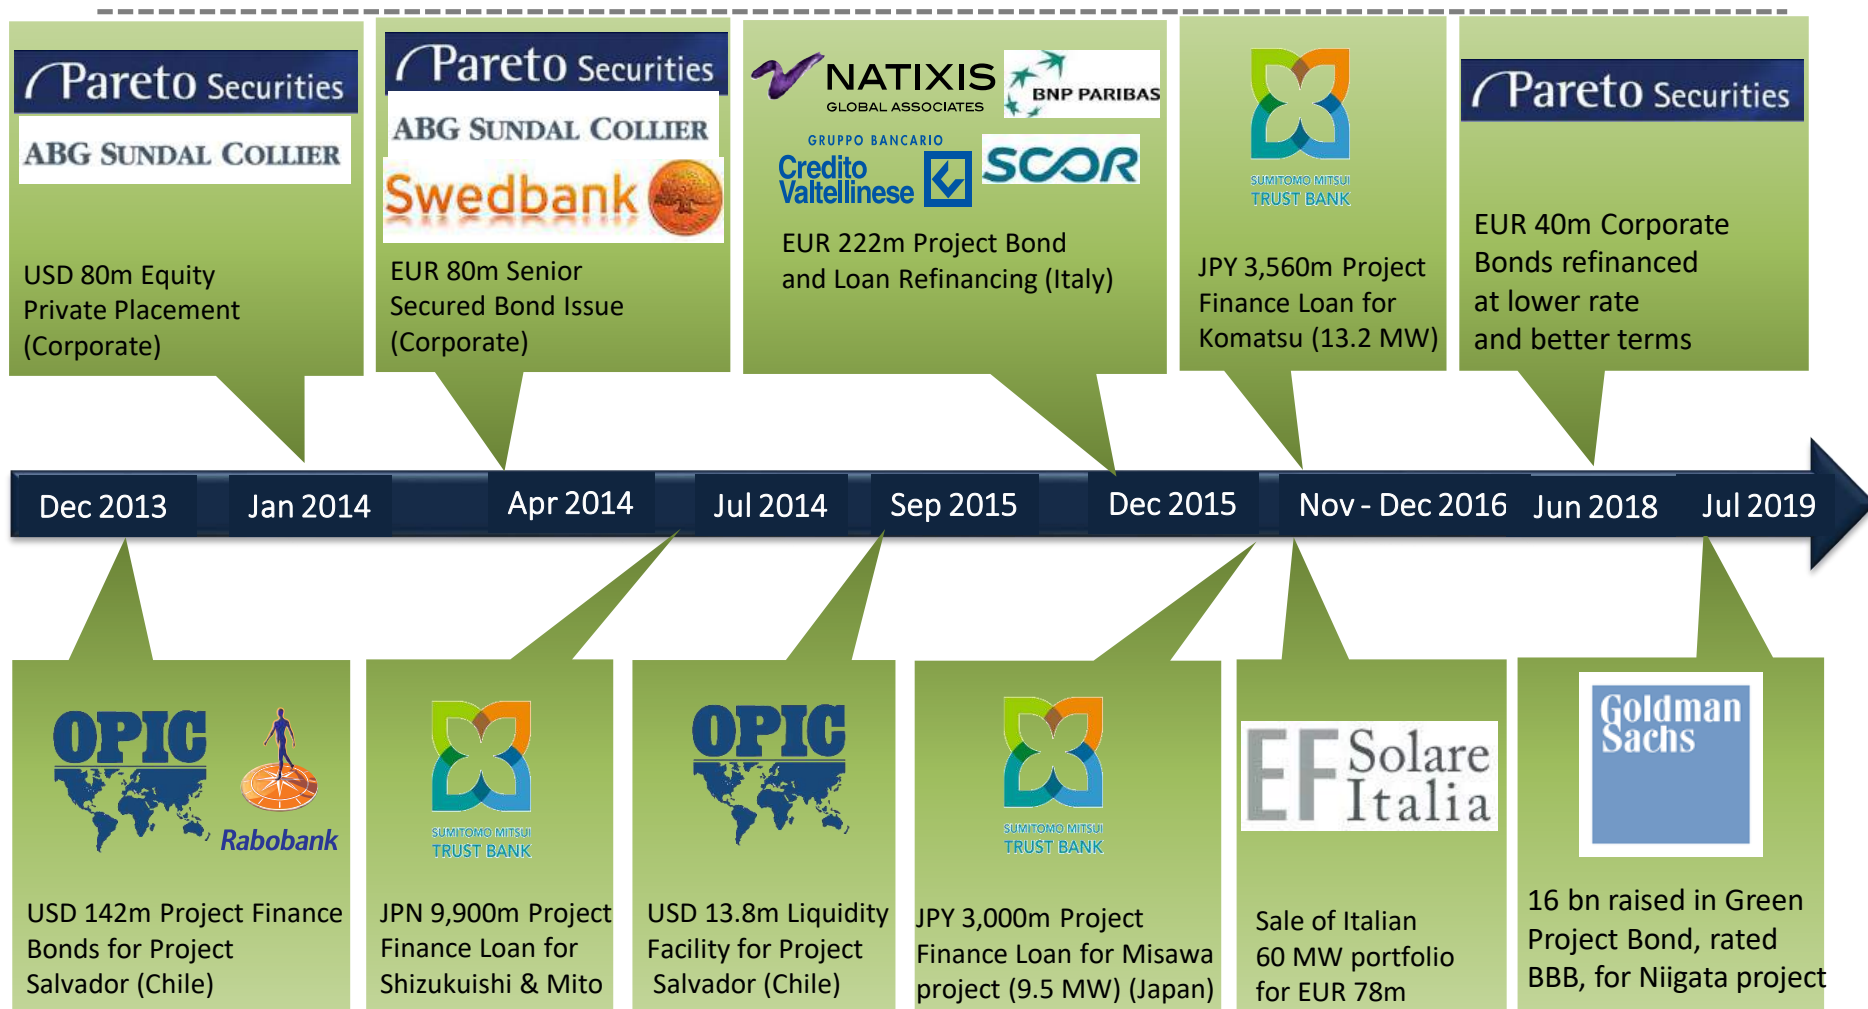 Pareto Securities
ABG SUNDAL COLLIER
USD 80m Equity
Private Placement
(Corporate)
Pareto Securities
ABG SUNDAL COLLIER
Swedbank
EUR 80m Senior
Secured Bond Issue
(Corporate)
NATIXIS
GLOBAL ASSOCIATES
BNP PARIBAS
GRUPPO BANCARIO
Credito
Valtellinese
SCOR
EUR 222m Project Bond
and Loan Refinancing (Italy)
SUMITOMO MITSUI
TRUST BANK
JPY 3,560m Project
Finance Loan for
Komatsu (13.2 MW)
Pareto Securities
EUR 40m Corporate
Bonds refinanced
at lower rate
and better terms
Dec 2013
Jan 2014
Apr 2014
Jul 2014
Sep 2015
Dec 2015
Nov - Dec 2016
Jun 2018
Jul 2019
OPIC
Rabobank
USD 142m Project Finance
Bonds for Project
Salvador (Chile)
SUMITOMO MITSUI
TRUST BANK
JPN 9,900m Project
Finance Loan for
Shizukuishi & Mito
OPIC
USD 13.8m Liquidity
Facility for Project
Salvador (Chile)
SUMITOMO MITSUI
TRUST BANK
JPY 3,000m Project
Finance Loan for Misawa
project (9.5 MW) (Japan)
EF Solare
Italia
Sale of Italian
60 MW portfolio
for EUR 78m
Goldman
Sachs
16 bn raised in Green
Project Bond, rated
BBB, for Niigata project